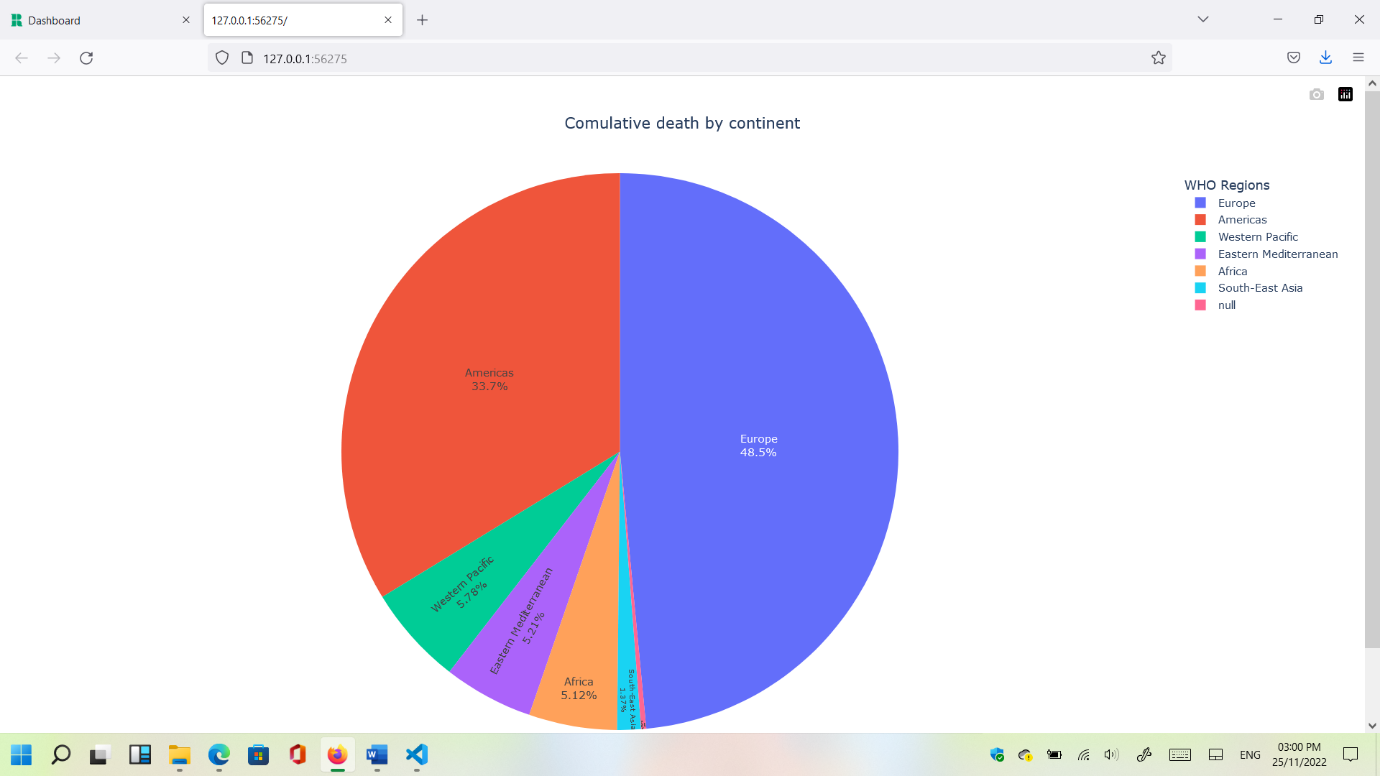 Dashboard
127.0.0.1:56275/
127.0.0.1:56275
Comulative death by continent
WHO Regions
Europe
Americas
Western Pacific
Eastern Mediterranean
Africa
South-East Asia
null
Americas
33.7%
Europe
48.5%
Western Pacific
5.78%
Eastern Mediterranean
5.21%
Africa
5.12%
South-East Asia
1.37%
ENG
03:00 PM
25/11/2022